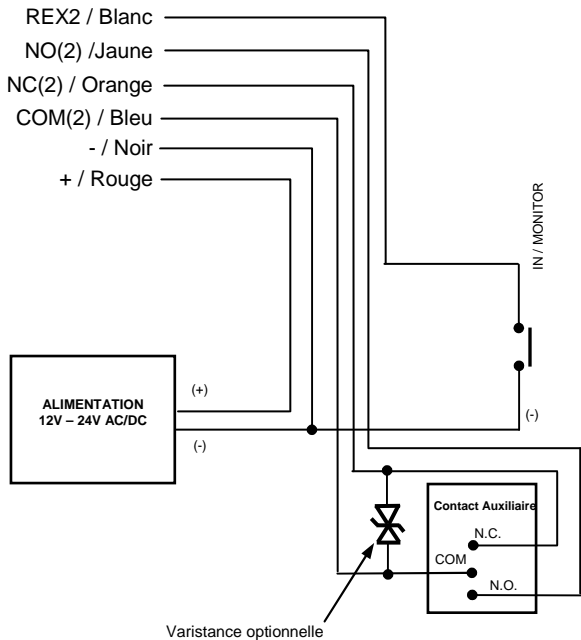 REX2 / Blanc
NO(2) /Jaune
NC(2) / Orange
COM(2) / Bleu
- / Noir
+ / Rouge
IN / MONITOR
ALIMENTATION
12V – 24V AC/DC
(+)
(-)
(-)
Contact Auxiliaire
N.C.
COM
N.O.
Varistance optionnelle